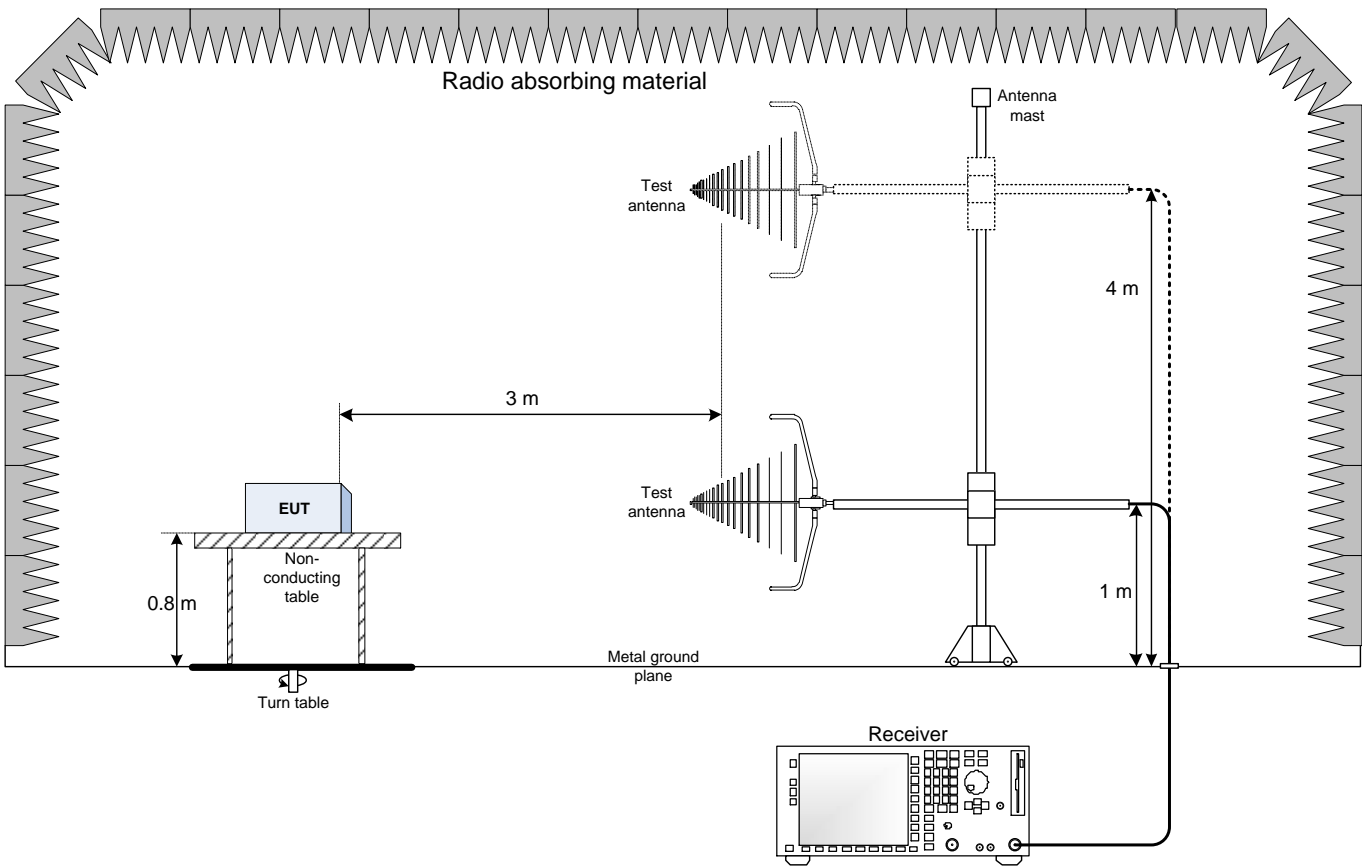 Radio absorbing material
Antenna
mast
Test
antenna
4 m
3 m
Test
antenna
EUT
Non-
conducting
table
0.8 m
1 m
Metal ground
plane
Turn table
Receiver